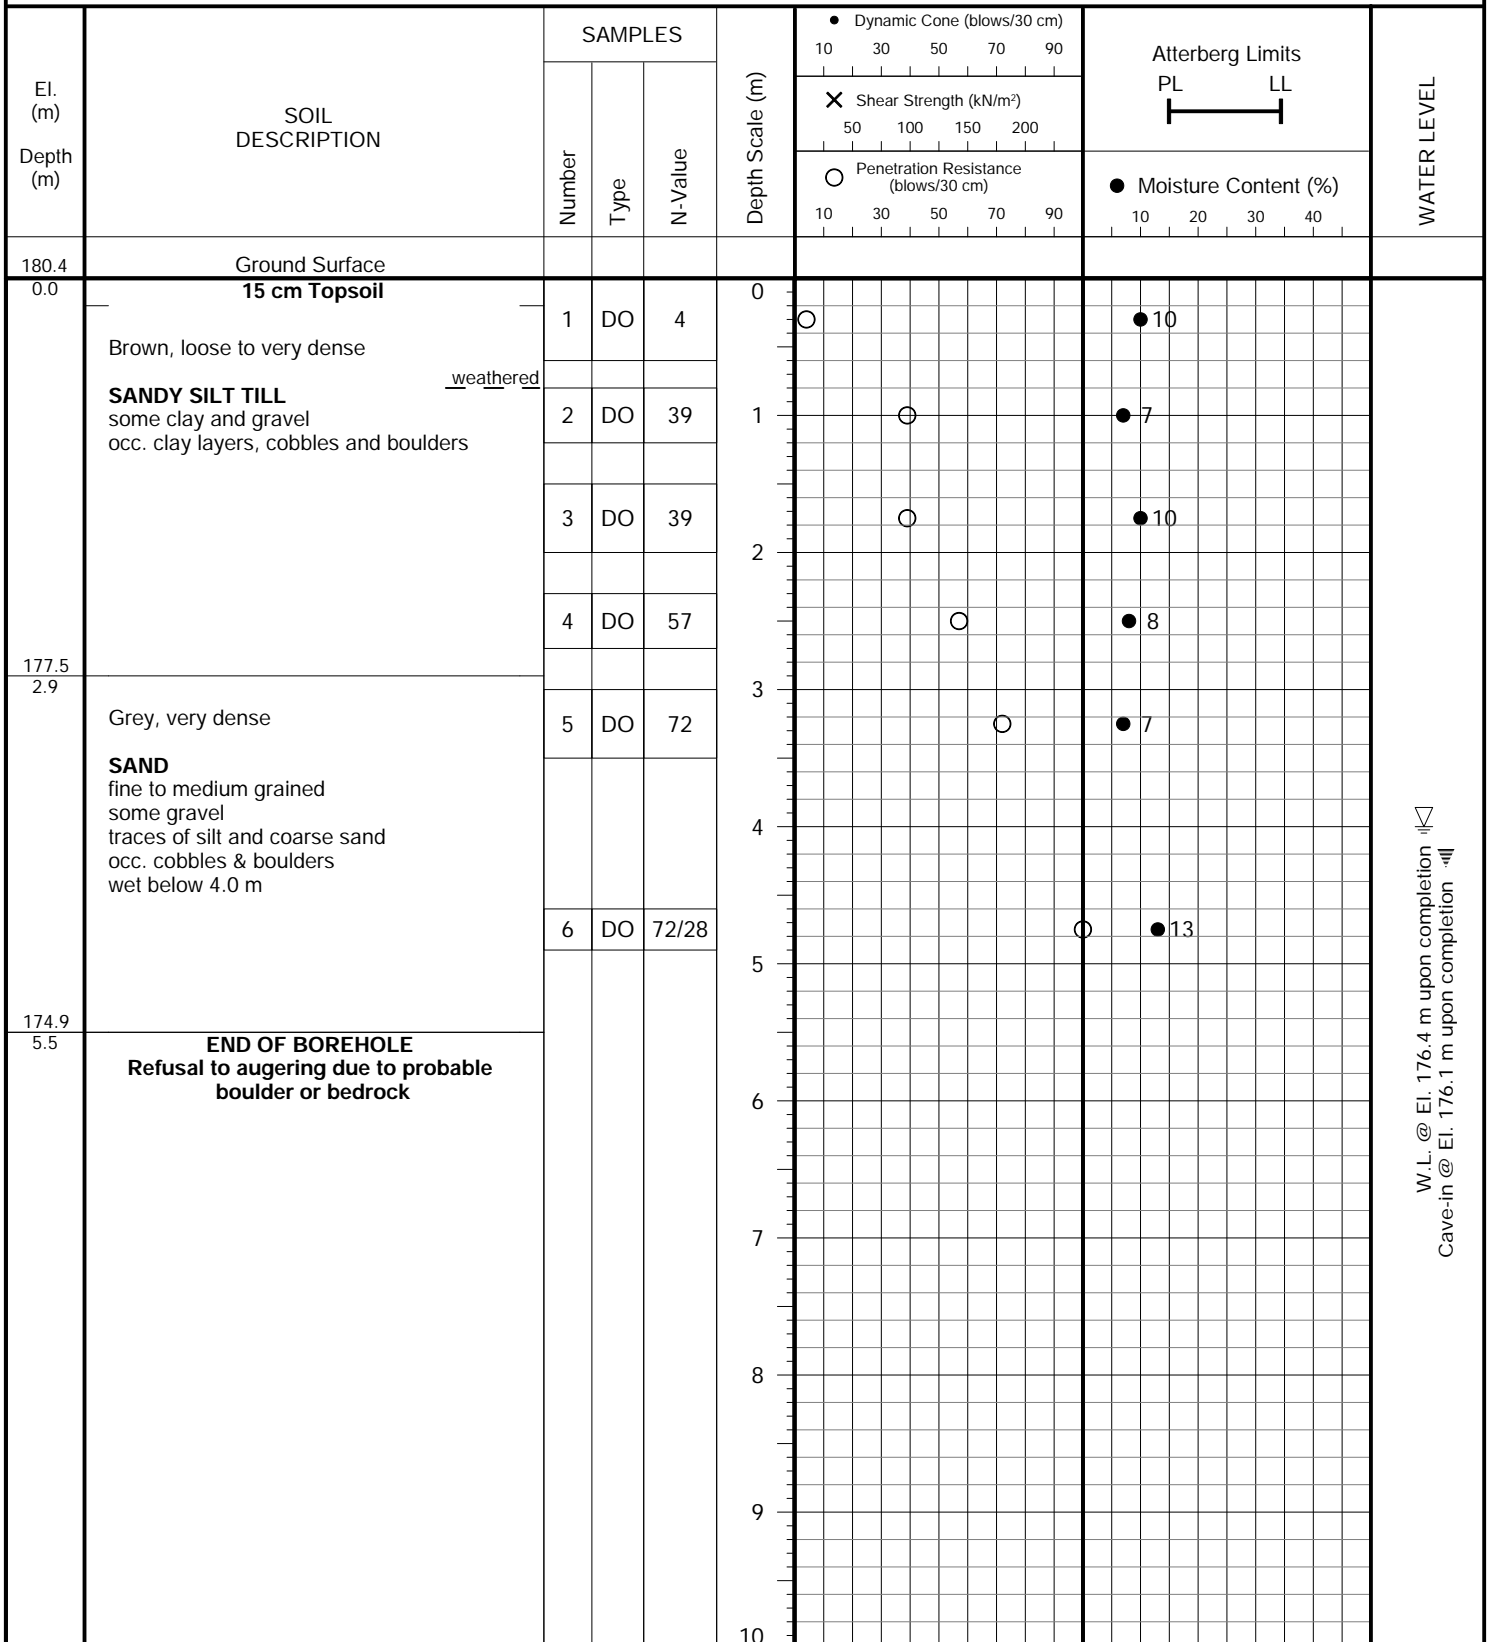 El.
(m)
Depth
(m)
SOIL
DESCRIPTION
SAMPLES
Number
Type
N-Value
Depth Scale (m)
Dynamic Cone (blows/30 cm)
10 30 50 70 90
Shear Strength (kN/m²)
50 100 150 200
Penetration Resistance
(blows/30 cm)
10 30 50 70 90
Atterberg Limits
PL LL
Moisture Content (%)
10 20 30 40
WATER LEVEL
180.4
0.0
Ground Surface
15 cm Topsoil
Brown, loose to very dense
weathered
SANDY SILT TILL
some clay and gravel
occ. clay layers, cobbles and boulders
177.5
2.9
Grey, very dense
SAND
fine to medium grained
some gravel
traces of silt and coarse sand
occ. cobbles & boulders
wet below 4.0 m
174.9
5.5
END OF BOREHOLE
Refusal to augering due to probable
boulder or bedrock
1 DO 4
2 DO 39
3 DO 39
4 DO 57
5 DO 72
6 DO 72/28
0
1
2
3
4
5
6
7
8
9
10
10
7
10
8
7
13
W.L. @ El. 176.4 m upon completion
Cave-in @ El. 176.1 m upon completion